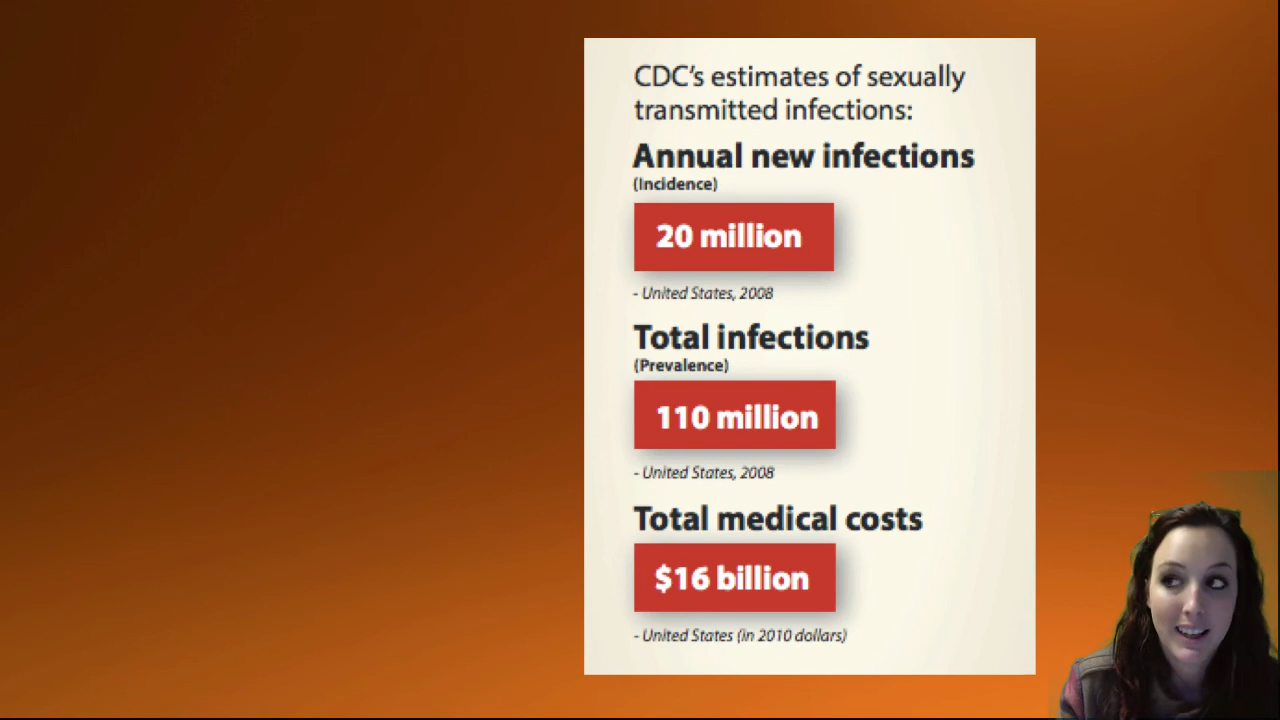 CDC’s estimates of sexually
transmitted infections:
Annual new infections
(Incidence)
20 million
- United States, 2008
Total infections
(Prevalence)
110 million
- United States, 2008
Total medical costs
$16 billion
- United States (in 2010 dollars)